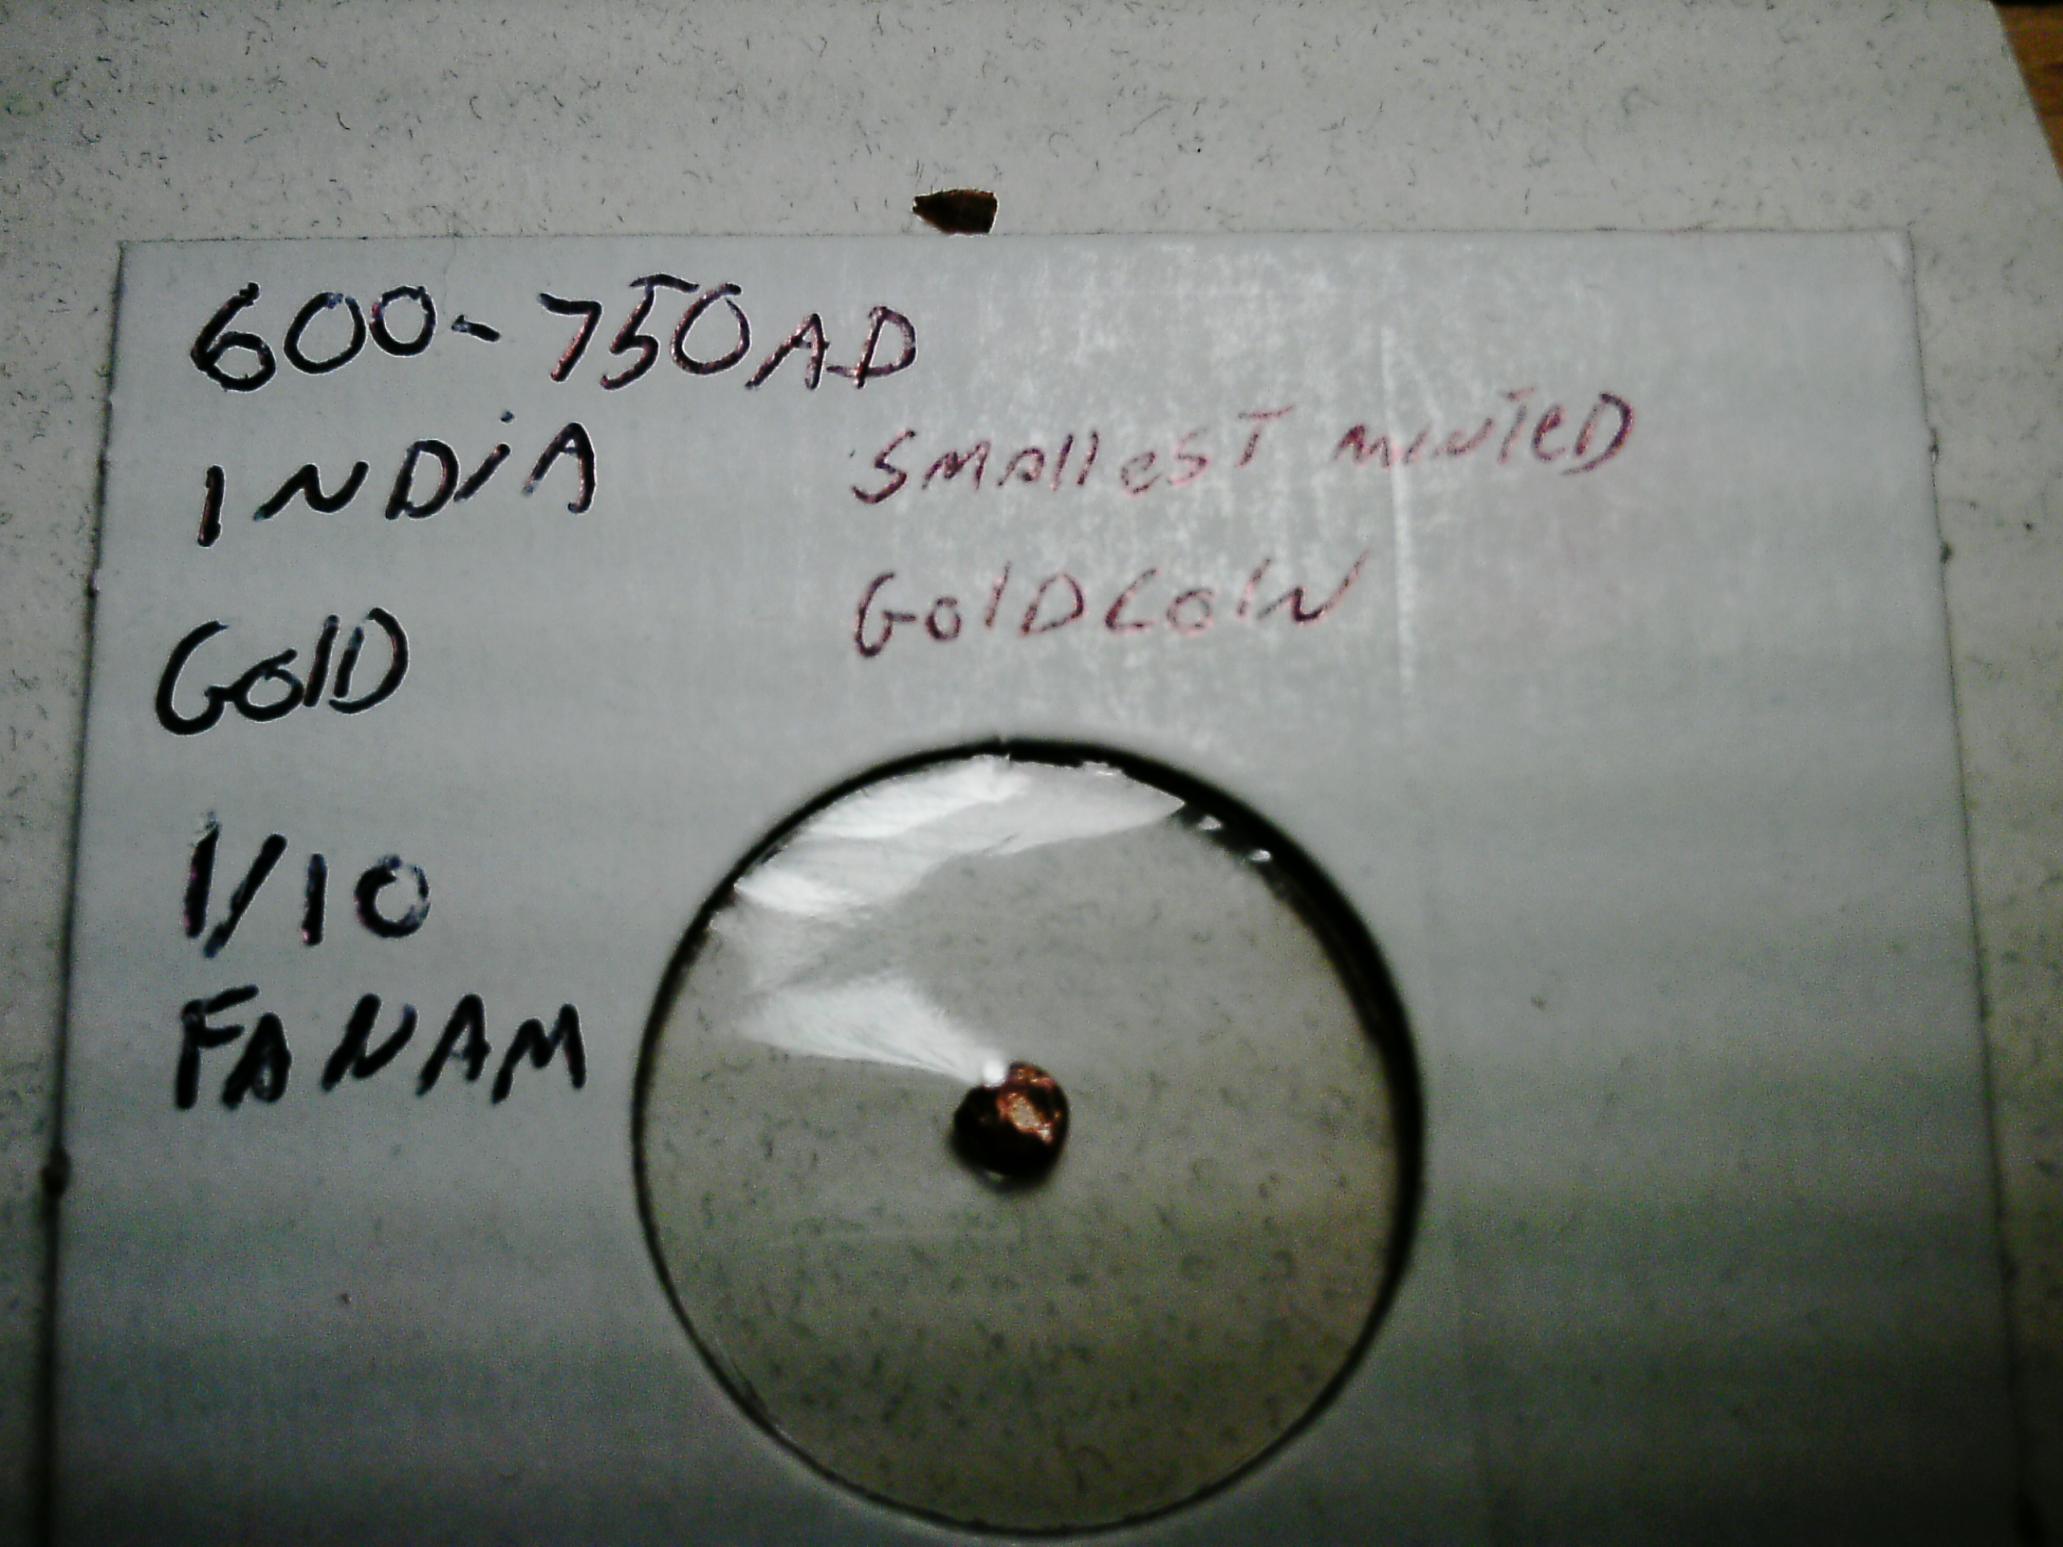 600-750AD
INDiA
SMAllesT MINTeD
GolD
GolDCoIN
1/10
FANAM